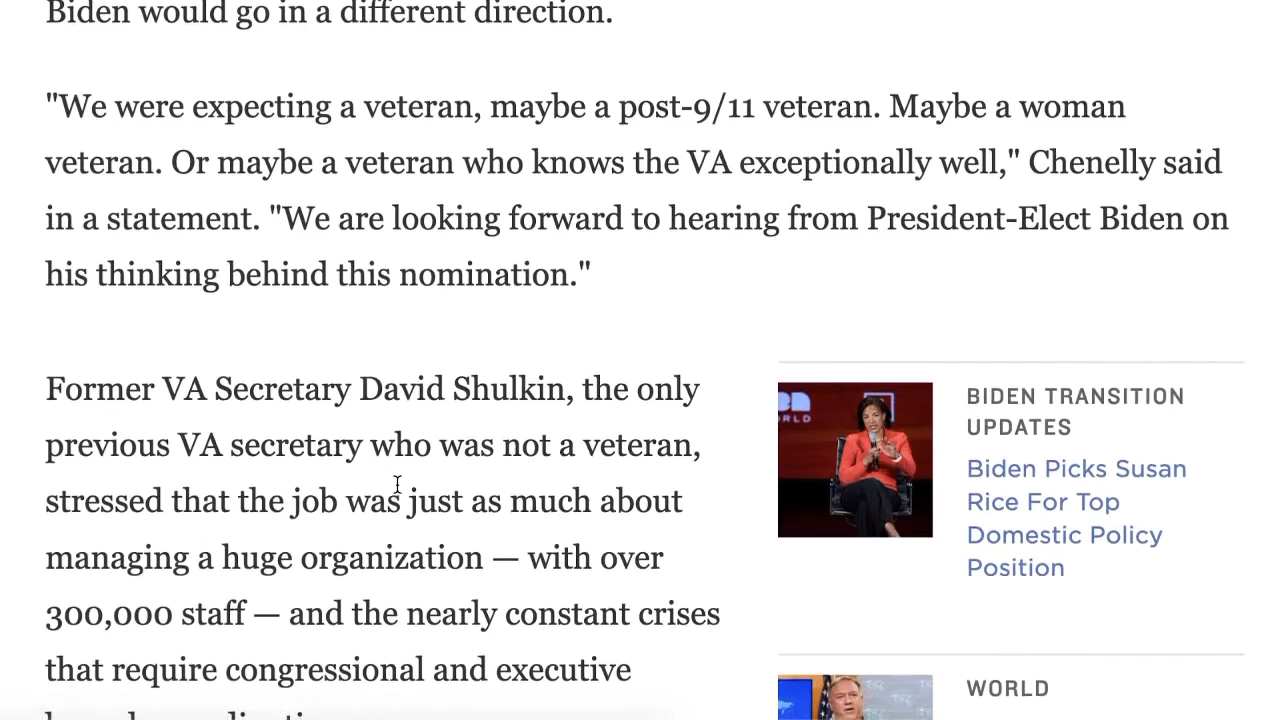 Biden would go in a different direction.
"We were expecting a veteran, maybe a post-9/11 veteran. Maybe a woman
veteran. Or maybe a veteran who knows the VA exceptionally well," Chenelly said
in a statement. "We are looking forward to hearing from President-Elect Biden on
his thinking behind this nomination."
Former VA Secretary David Shulkin, the only
previous VA secretary who was not a veteran,
stressed that the job was just as much about
managing a huge organization — with over
300,000 staff — and the nearly constant crises
that require congressional and executive
BIDEN TRANSITION
UPDATES
Biden Picks Susan
Rice For Top
Domestic Policy
Position
WORLD